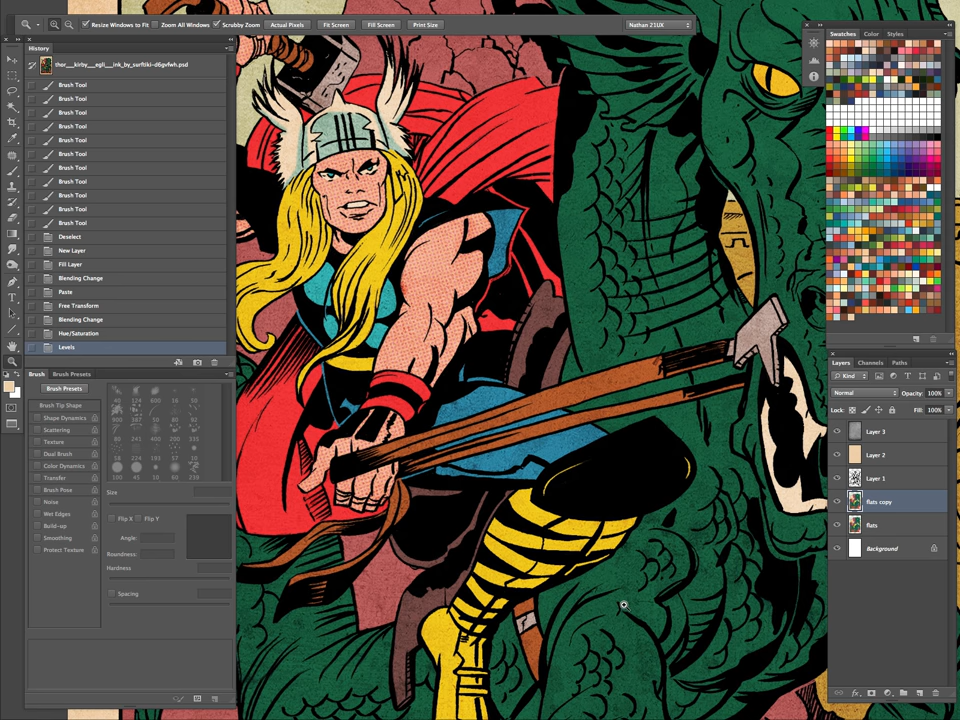 Resize Windows to Fit Zoom All Windows Scrubby Zoom Actual Pixels Fit Screen Fill Screen Print Size Nathan 21UX
History
thor__kirby__egli__ink_by_surftiki-d6gvfwh.psd
Brush Tool
Brush Tool
Brush Tool
Brush Tool
Brush Tool
Brush Tool
Brush Tool
Brush Tool
Brush Tool
Brush Tool
Brush Tool
Deselect
New Layer
Fill Layer
Blending Change
Paste
Free Transform
Blending Change
Hue/Saturation
Levels
Brush Brush Presets
Brush Presets
Brush Tip Shape
Shape Dynamics
Scattering
Texture
Dual Brush
Color Dynamics
Transfer
Brush Pose
Noise
Wet Edges
Build-up
Smoothing
Protect Texture
Size
Flip X Flip Y
Angle:
Roundness:
Hardness
Spacing
Swatches Color Styles
Layers Channels Paths
Kind
Normal Opacity: 100%
Lock: Fill: 100%
Layer 3
Layer 2
Layer 1
flats copy
flats
Background